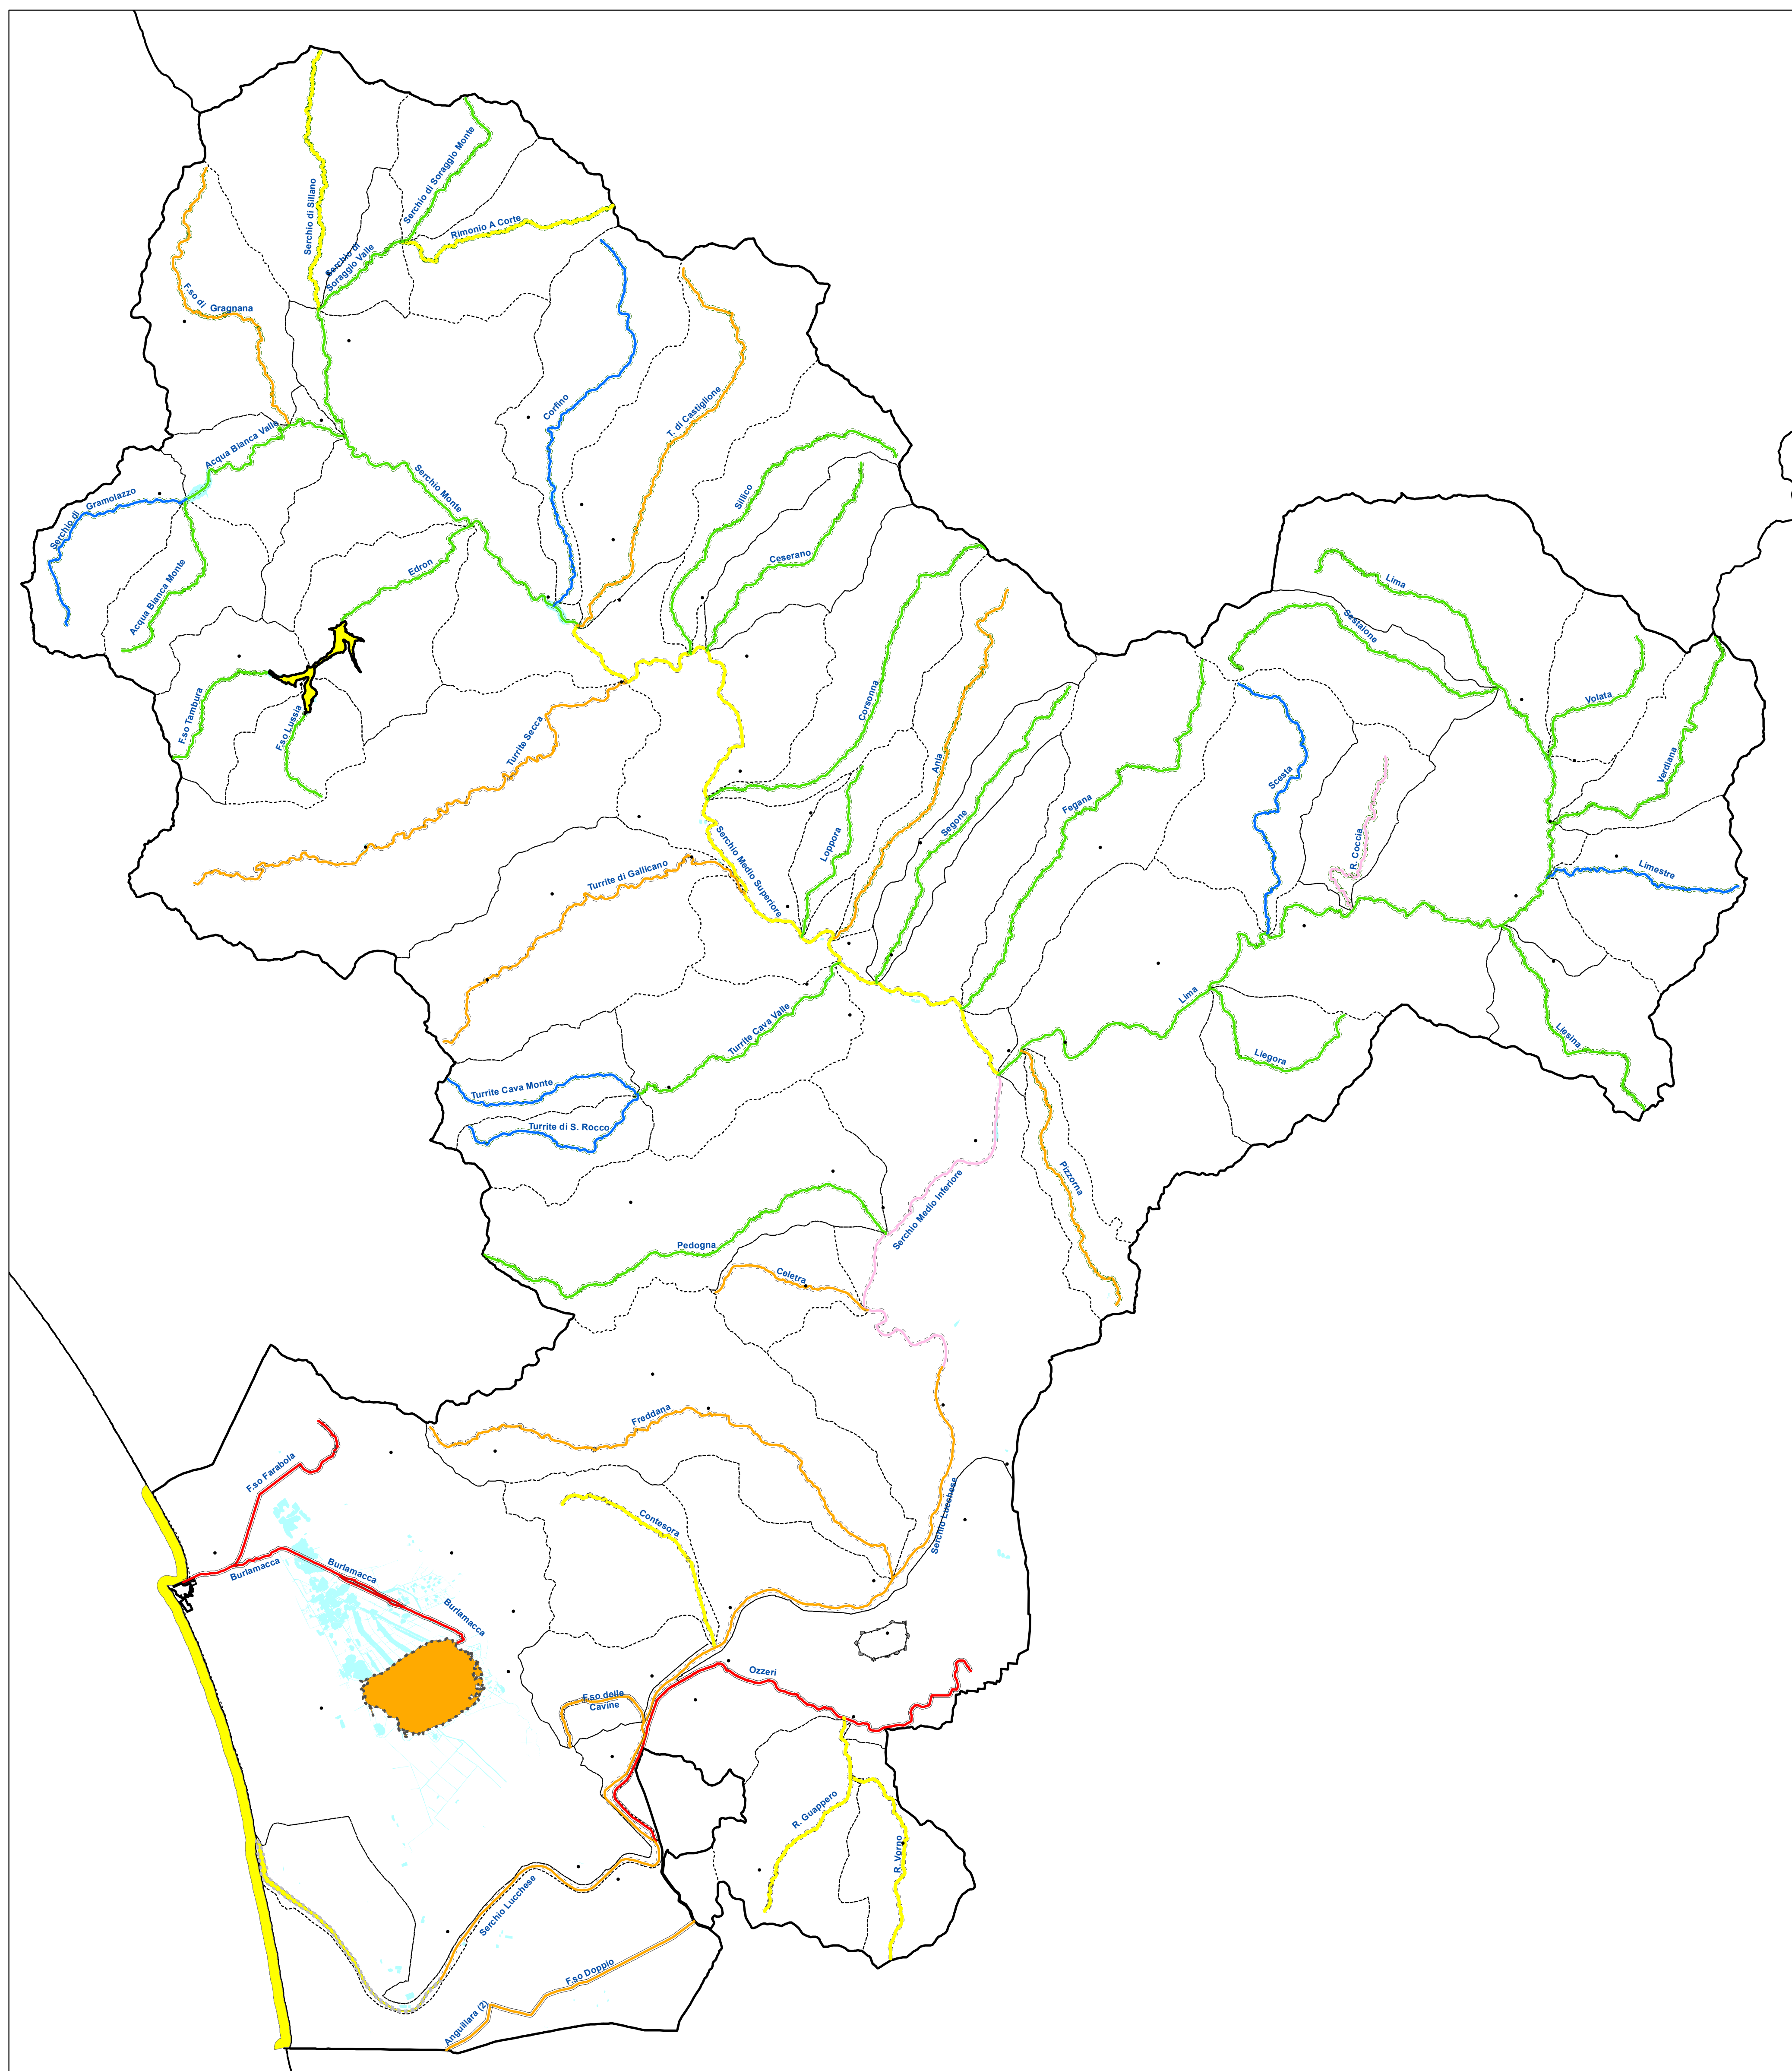 Serchio di Sillano
Serchio di Soraggio Monte
Rimonio A Corte
Serchio di
Soraggio Valle
F.so di Gragnana
Corfino
T. di Castiglione
Acqua Bianca Valle
Serchio Monte
Serchio di Gramolazzo
Sillico
Ceserano
Edron
Acqua Bianca Monte
Lima
Sestaione
F.so Tambura
F.so Lussia
Turrite Secca
Corsonna
Ania
Volata
Verdiana
Scesta
Fegana
Segone
Loppora
R. Coccia
Serchio Medio Superiore
Turrite di Gallicano
Limestre
Lima
Turrite Cava Valle
Liesina
Liegora
Turrite Cava Monte
Turrite di S. Rocco
Pizzorna
Serchio Medio Inferiore
Pedogna
Celetra
Freddana
F.so Farabola
Contesora
Serchio Lucchese
Burlamacca
Burlamacca
Burlamacca
Ozzeri
F.so delle
Cavine
R. Guappero
R. Vorno
Serchio Lucchese
F.so Doppio
Anguillara (2)